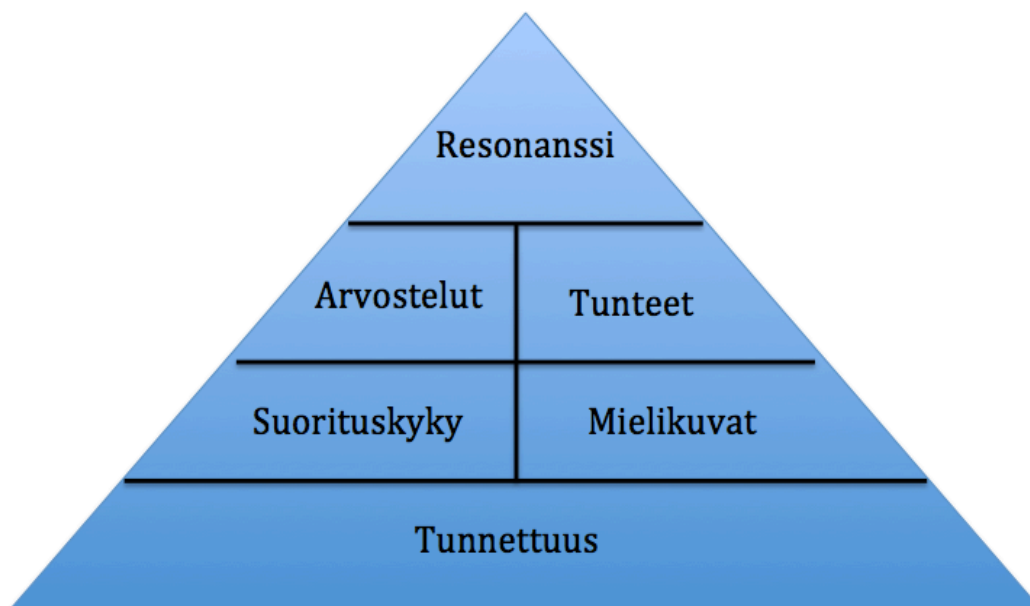 Resonanssi
Arvostelut
Tunteet
Suorituskyky
Mielikuvat
Tunnettuus